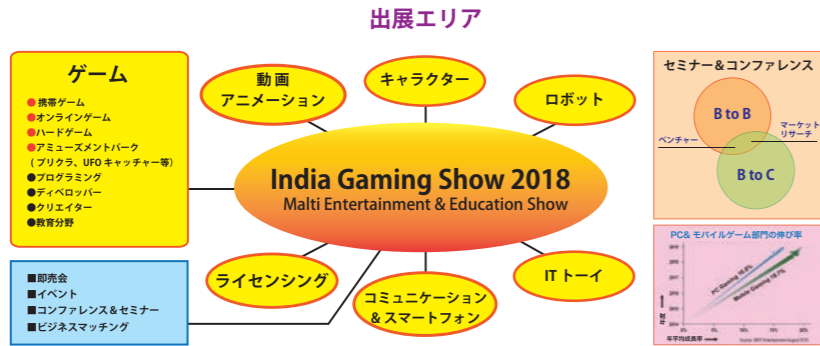 出展エリア
ゲーム
●携帯ゲーム
●オンラインゲーム
●ハードゲーム
●アミューズメントパーク
(プリクラ、UFOキャッチャー等)
●プログラミング
●ディベロッパー
●クリエイター
●教育分野
■即売会
■イベント
■コンファレンス&セミナー
■ビジネスマッチング
動画
アニメーション
キャラクター
ロボット
India Gaming Show 2018
Malti Entertainment & Education Show
ライセンシング
コミュニケーション
&スマートフォン
ITトーイ
セミナー&コンファレンス
B to B
ベンチャー
マーケット
リサーチ
B to C
PC&モバイルゲーム部門の伸び率
年度
年平均成長率